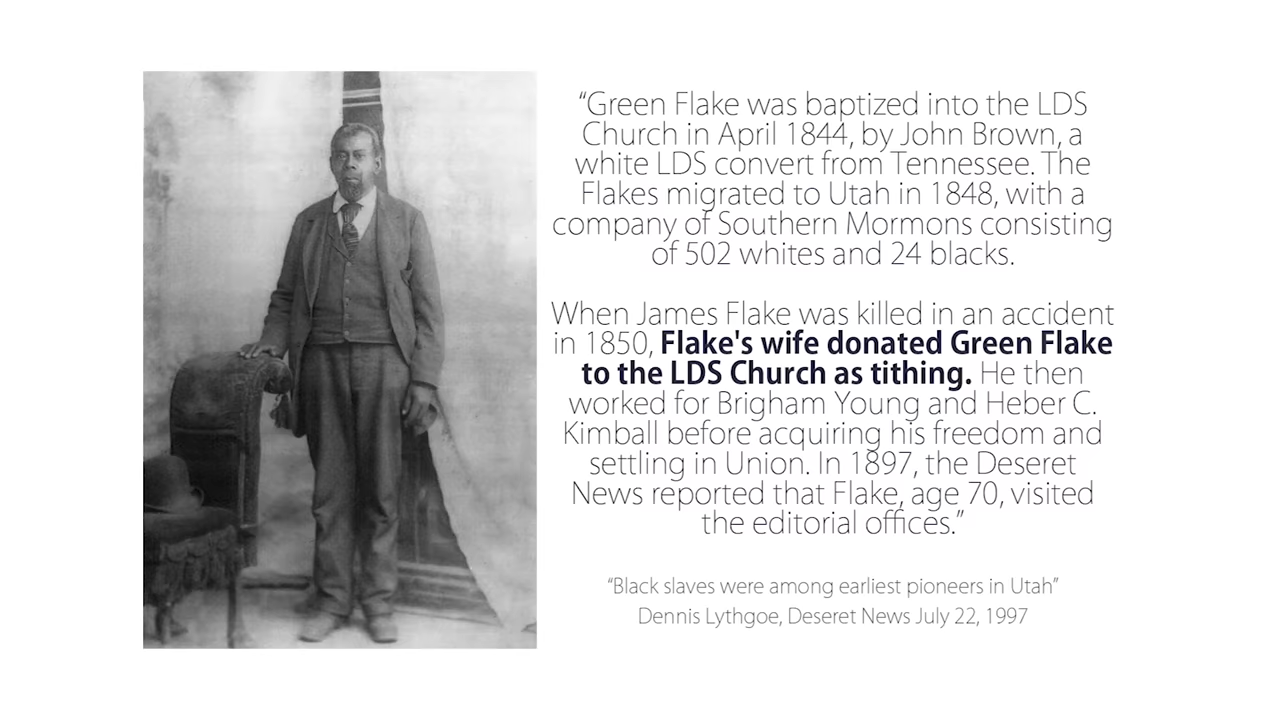 “Green Flake was baptized into the LDS
Church in April 1844, by John Brown, a
white LDS convert from Tennessee. The
Flakes migrated to Utah in 1848, with a
company of Southern Mormons consisting
of 502 whites and 24 blacks.
When James Flake was killed in an accident
in 1850, Flake's wife donated Green Flake
to the LDS Church as tithing. He then
worked for Brigham Young and Heber C.
Kimball before acquiring his freedom and
settling in Union. In 1897, the Deseret
News reported that Flake, age 70, visited
the editorial offices.”
“Black slaves were among earliest pioneers in Utah”
Dennis Lythgoe, Deseret News July 22, 1997